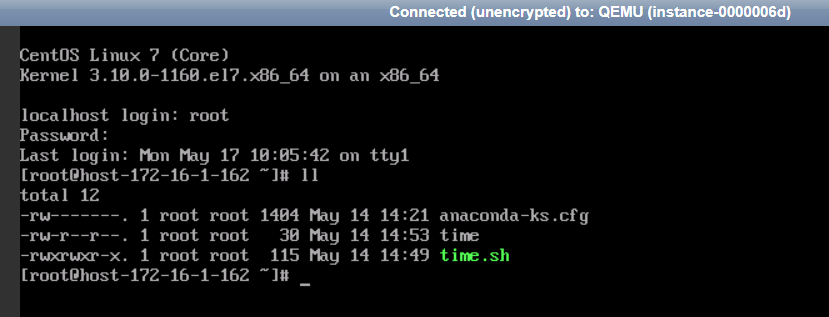 Connected (unencrypted) to: QEMU (instance-0000006d)
CentOS Linux 7 (Core)
Kernel 3.10.0-1160.el7.x86_64 on an x86_64
localhost login: root
Password:
Last login: Mon May 17 10:05:42 on tty1
[root@host-172-16-1-162 ~]# ll
total 12
-rw-------. 1 root root 1404 May 14 14:21 anaconda-ks.cfg
-rw-r--r--. 1 root root   30 May 14 14:53 time
-rwxrwxr-x. 1 root root  115 May 14 14:49 time.sh
[root@host-172-16-1-162 ~]# _